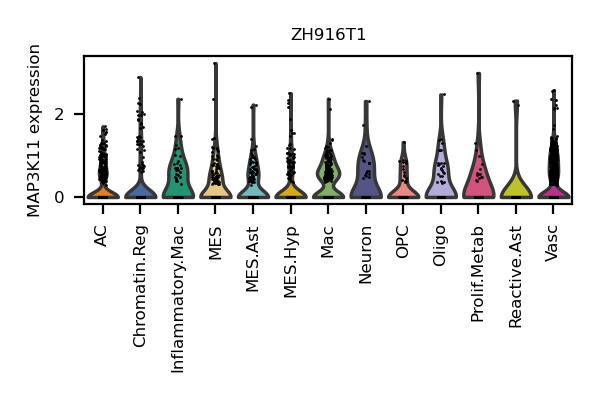 ZH916T1
MAP3K11 expression
2
0
AC
Chromatin.Reg
Inflammatory.Mac
MES
MES.Ast
MES.Hyp
Mac
Neuron
OPC
Oligo
Prolif.Metab
Reactive.Ast
Vasc